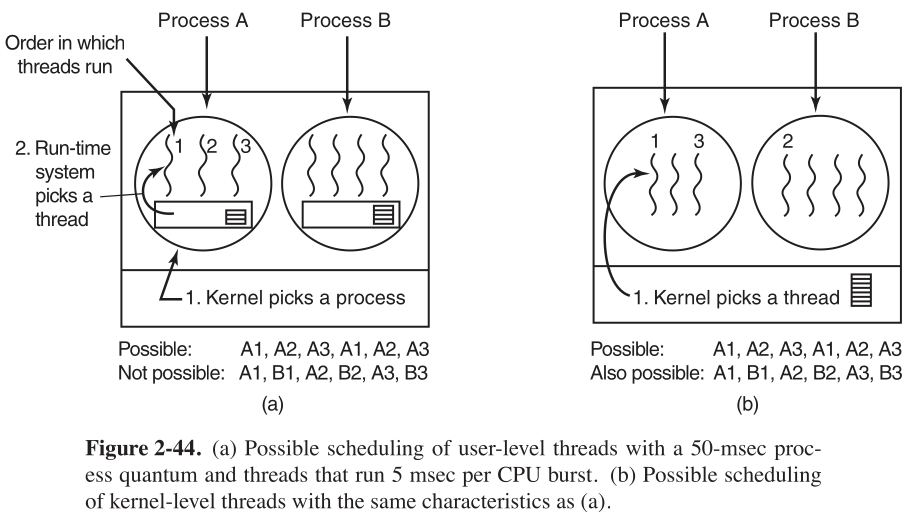 Process A
Process B
Order in which
threads run
1 2 3
2. Run-time
system
picks a
thread
1. Kernel picks a process
Possible: A1, A2, A3, A1, A2, A3
Not possible: A1, B1, A2, B2, A3, B3
(a)
Process A
Process B
1 3
2
1. Kernel picks a thread
Possible: A1, A2, A3, A1, A2, A3
Also possible: A1, B1, A2, B2, A3, B3
(b)
Figure 2-44. (a) Possible scheduling of user-level threads with a 50-msec proc-
ess quantum and threads that run 5 msec per CPU burst. (b) Possible scheduling
of kernel-level threads with the same characteristics as (a).